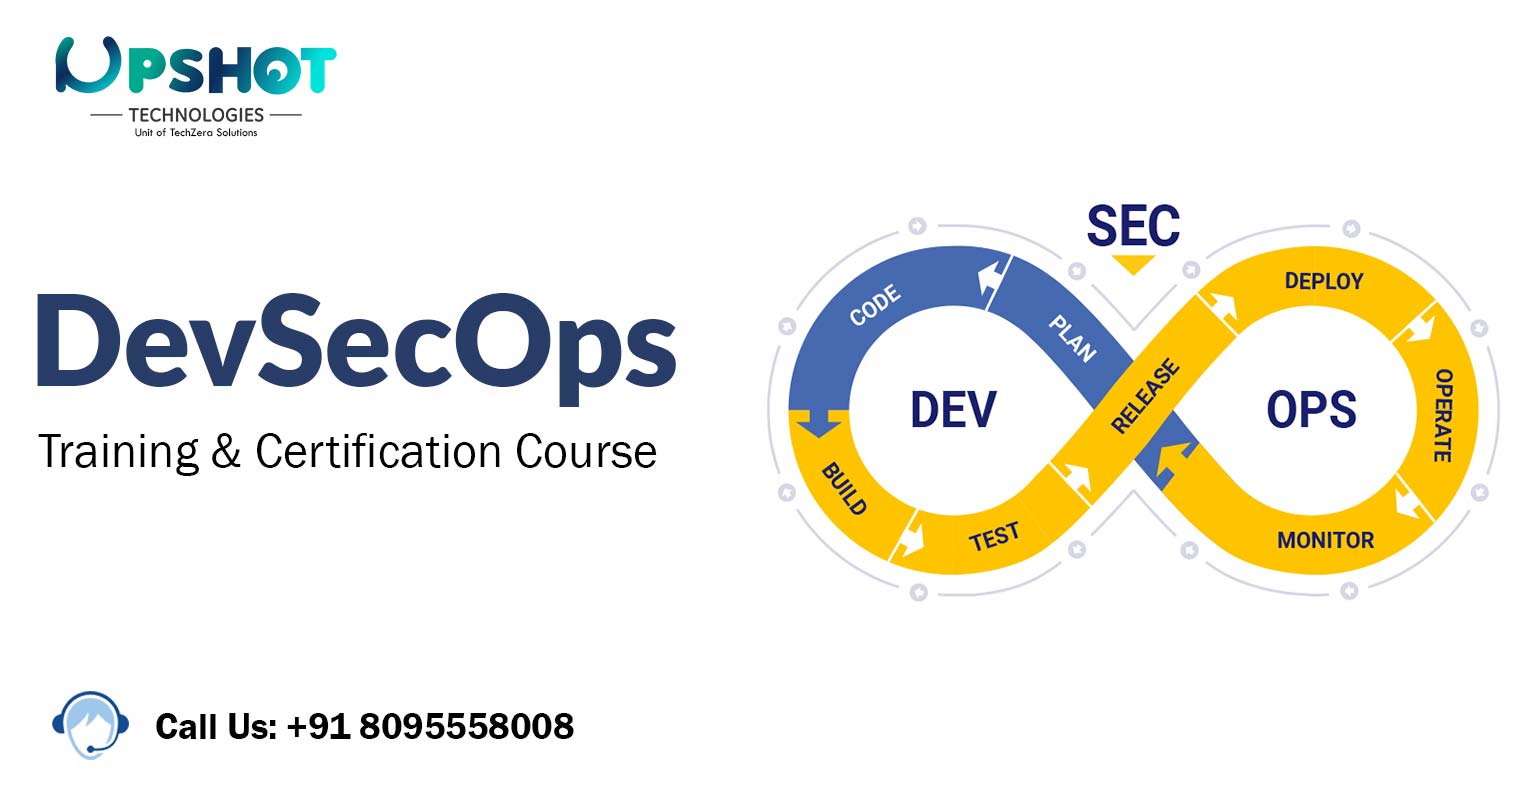 UPSHOT
TECHNOLOGIES
Unit of TechZera Solutions
DevSecOps
Training & Certification Course
SEC
DEV
OPS
PLAN
CODE
BUILD
TEST
RELEASE
DEPLOY
OPERATE
MONITOR
Call Us: +91 8095558008